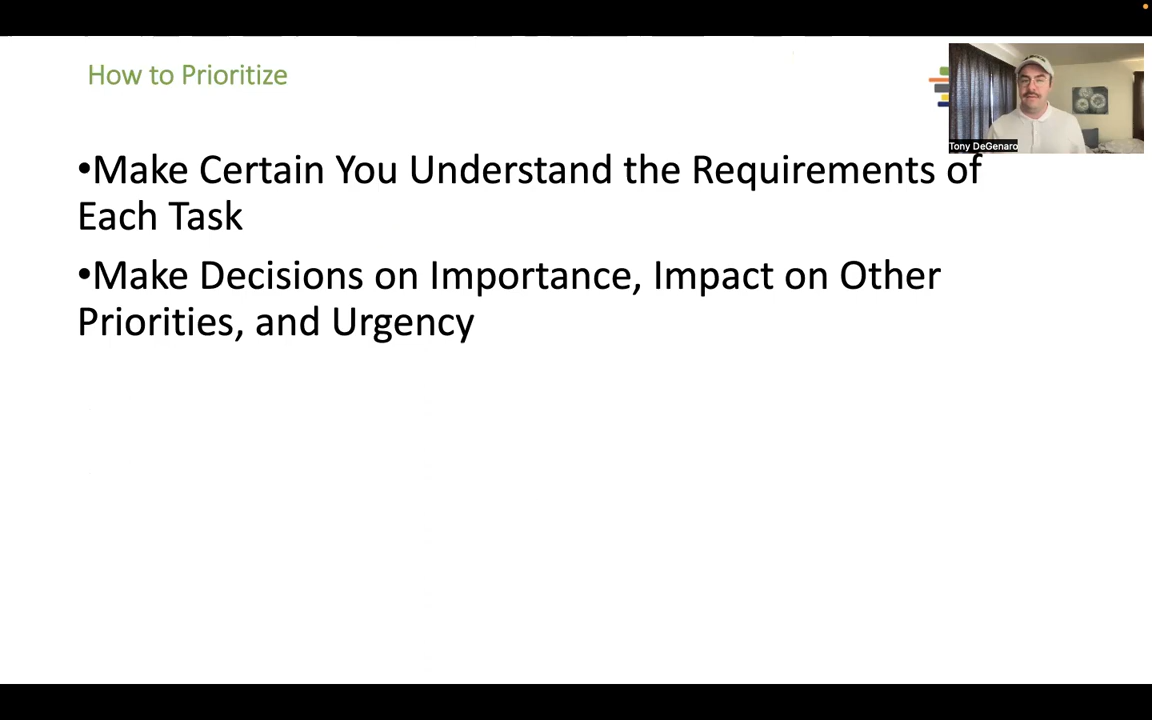 How to Prioritize
Tony DeGenaro
•Make Certain You Understand the Requirements of
Each Task
•Make Decisions on Importance, Impact on Other
Priorities, and Urgency